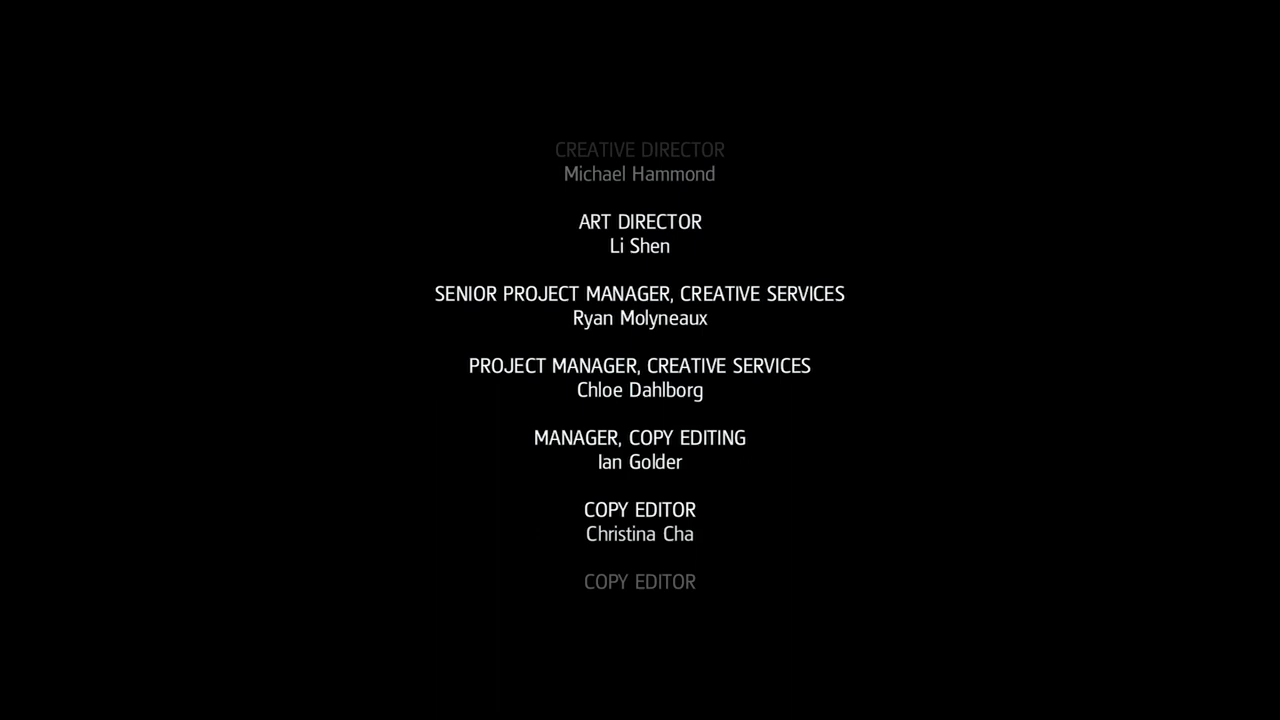 CREATIVE DIRECTOR
Michael Hammond
ART DIRECTOR
Li Shen
SENIOR PROJECT MANAGER, CREATIVE SERVICES
Ryan Molyneaux
PROJECT MANAGER, CREATIVE SERVICES
Chloe Dahlborg
MANAGER, COPY EDITING
Ian Golder
COPY EDITOR
Christina Cha
COPY EDITOR